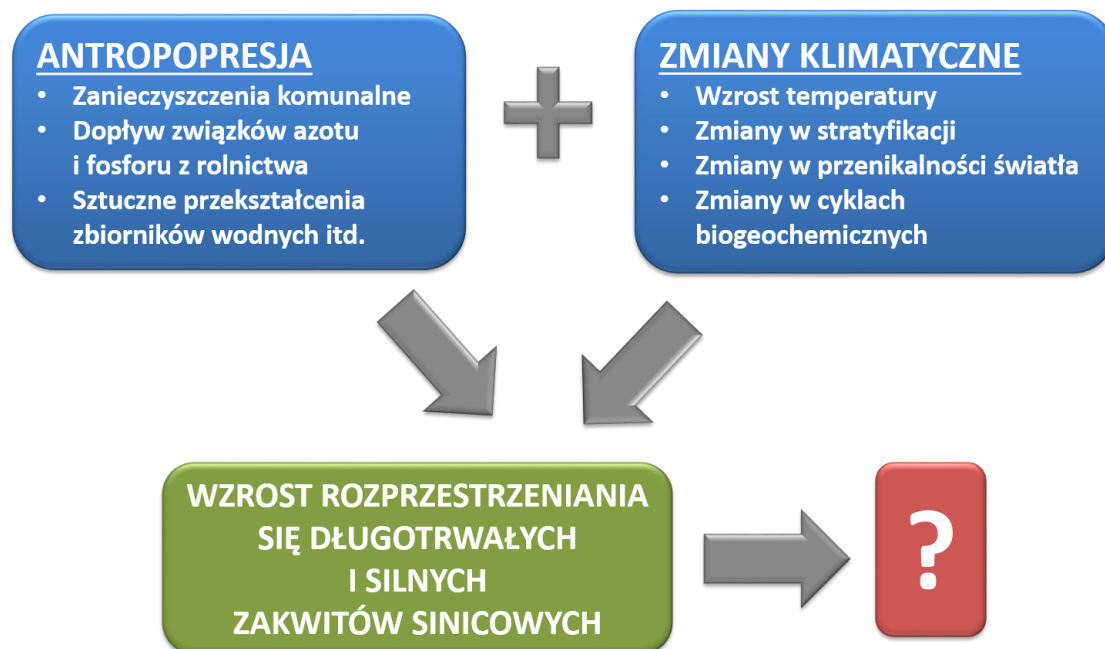 ANTROPOPRESJA
• Zanieczyszczenia komunalne
• Dopływ związków azotu
i fosforu z rolnictwa
• Sztuczne przekształcenia
zbiorników wodnych itd.
ZMIANY KLIMATYCZNE
• Wzrost temperatury
• Zmiany w stratyfikacji
• Zmiany w przenikalności światła
• Zmiany w cyklach
biogeochemicznych
WZROST ROZPRZESTRZENIANIA
SIĘ DŁUGOTRWAŁYCH
I SILNYCH
ZAKWITÓW SINICOWYCH
?